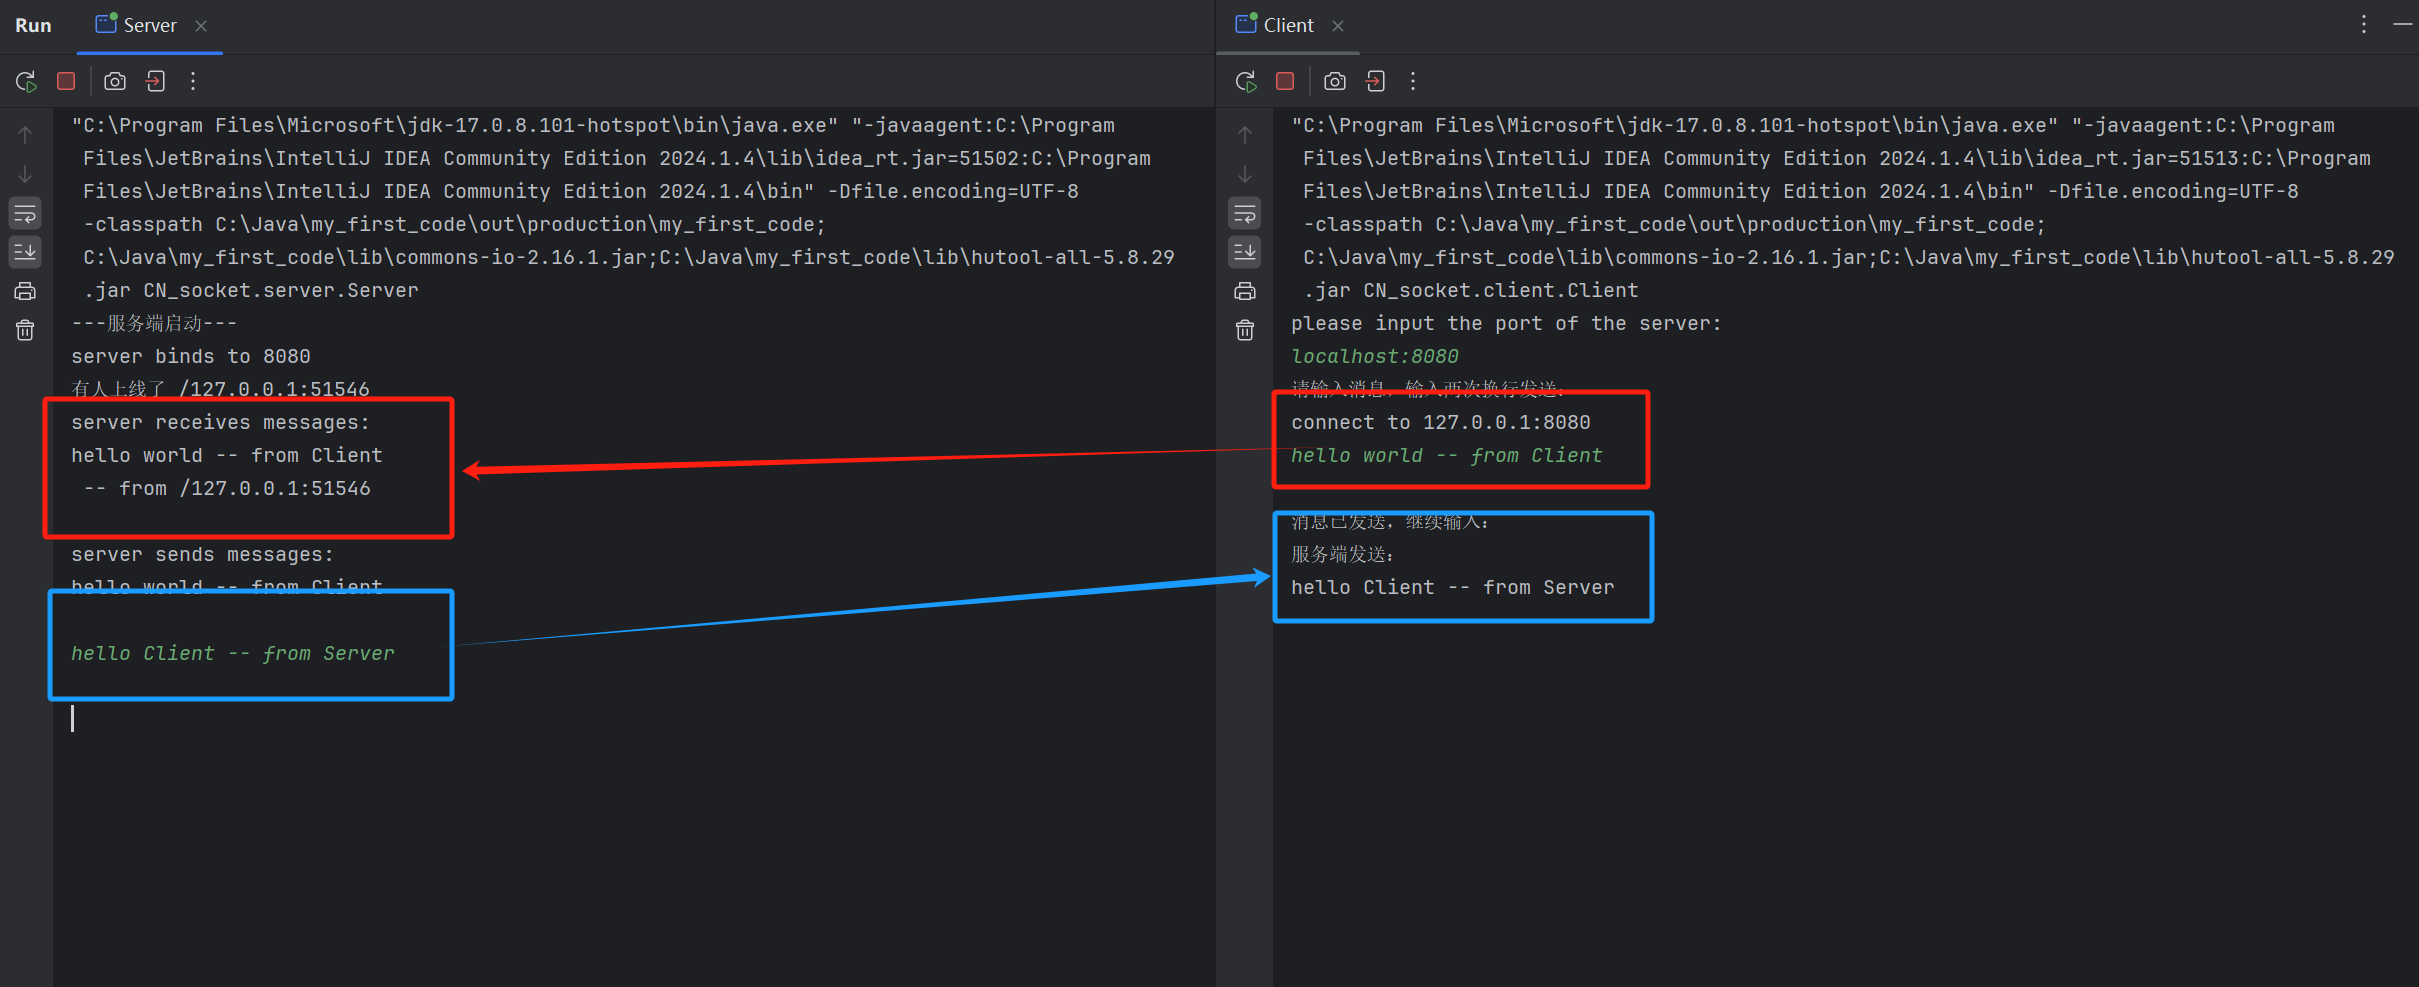 Run
Server
"C:\Program Files\Microsoft\jdk-17.0.8.101-hotspot\bin\java.exe" "-javaagent:C:\Program
Files\JetBrains\IntelliJ IDEA Community Edition 2024.1.4\lib\idea_rt.jar=51502:C:\Program
Files\JetBrains\IntelliJ IDEA Community Edition 2024.1.4\bin" -Dfile.encoding=UTF-8
-classpath C:\Java\my_first_code\out\production\my_first_code;
C:\Java\my_first_code\lib\commons-io-2.16.1.jar;C:\Java\my_first_code\lib\hutool-all-5.8.29
.jar CN_socket.server.Server
---服务端启动---
server binds to 8080
有人上线了 /127.0.0.1:51546
server receives messages:
hello world -- from Client
-- from /127.0.0.1:51546
server sends messages:
hello world -- from Client
hello Client -- from Server
Client
"C:\Program Files\Microsoft\jdk-17.0.8.101-hotspot\bin\java.exe" "-javaagent:C:\Program
Files\JetBrains\IntelliJ IDEA Community Edition 2024.1.4\lib\idea_rt.jar=51513:C:\Program
Files\JetBrains\IntelliJ IDEA Community Edition 2024.1.4\bin" -Dfile.encoding=UTF-8
-classpath C:\Java\my_first_code\out\production\my_first_code;
C:\Java\my_first_code\lib\commons-io-2.16.1.jar;C:\Java\my_first_code\lib\hutool-all-5.8.29
.jar CN_socket.client.Client
please input the port of the server:
localhost:8080
请输入消息，输入两次换行发送：
connect to 127.0.0.1:8080
hello world -- from Client
消息已发送，继续输入：
服务端发送：
hello Client -- from Server